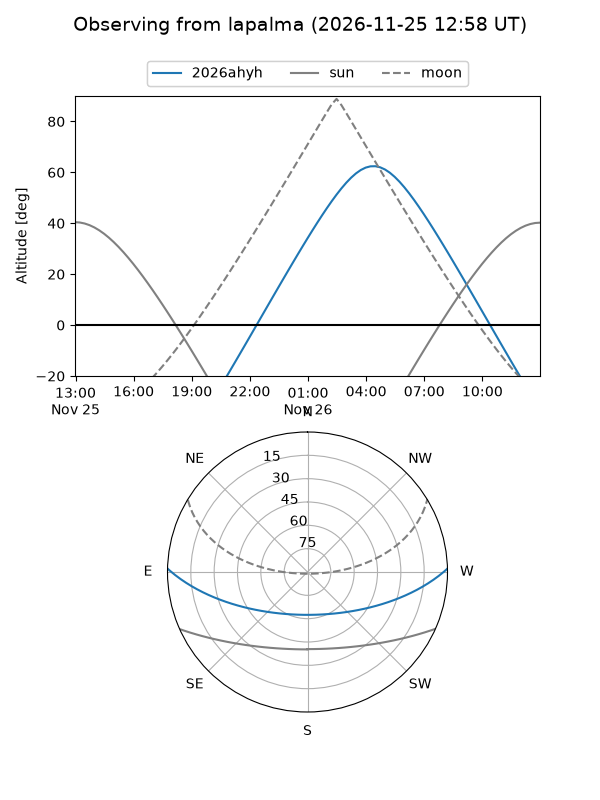 Observing from lapalma (2026-11-25 12:58 UT)
2026ahyh sun moon
Altitude [deg]
80
60
40
20
0
−20
13:00 16:00 19:00 22:00 01:00 04:00 07:00 10:00
Nov 25 Nov 26
N
NE NW
15
30
45
60
75
E W
SE SW
S